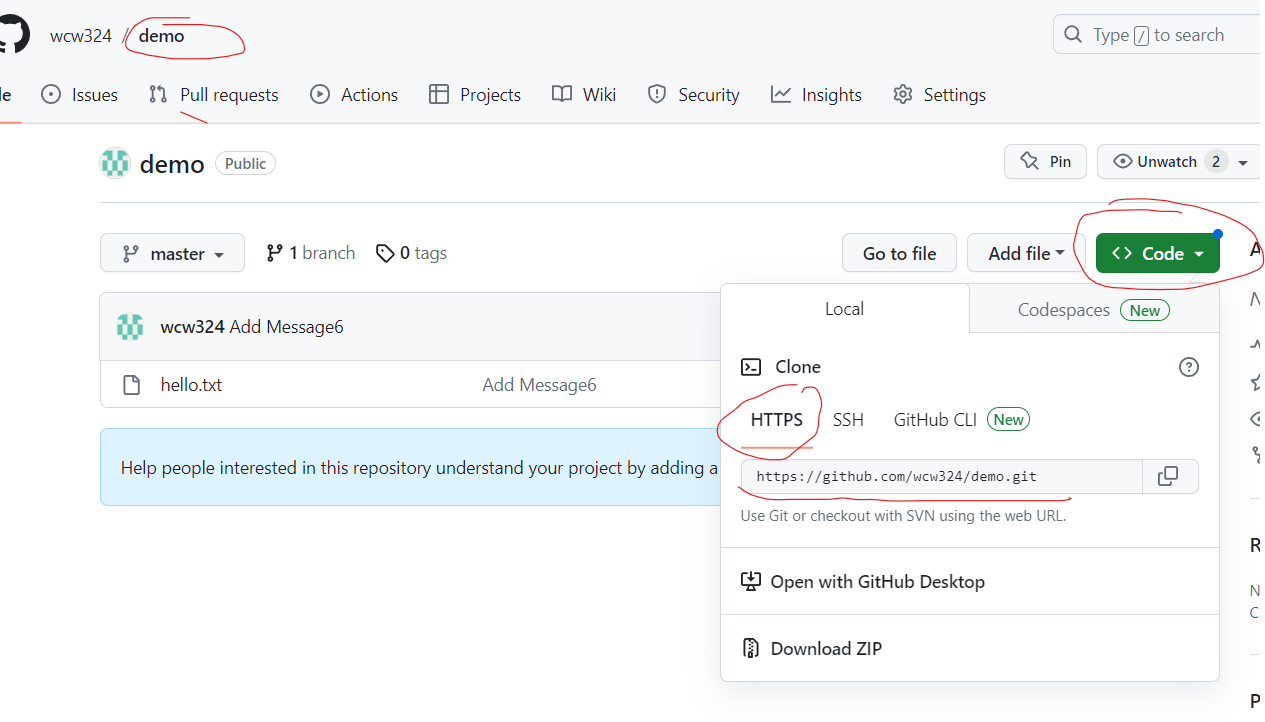 wcw324 / demo
Type / to search
Issues
Pull requests
Actions
Projects
Wiki
Security
Insights
Settings
demo Public
Pin
Unwatch 2
master
1 branch
0 tags
Go to file
Add file
<> Code
Local
Codespaces New
wcw324 Add Message6
Clone
hello.txt
Add Message6
HTTPS
SSH
GitHub CLI New
Help people interested in this repository understand your project by adding a
https://github.com/wcw324/demo.git
Use Git or checkout with SVN using the web URL.
Open with GitHub Desktop
Download ZIP